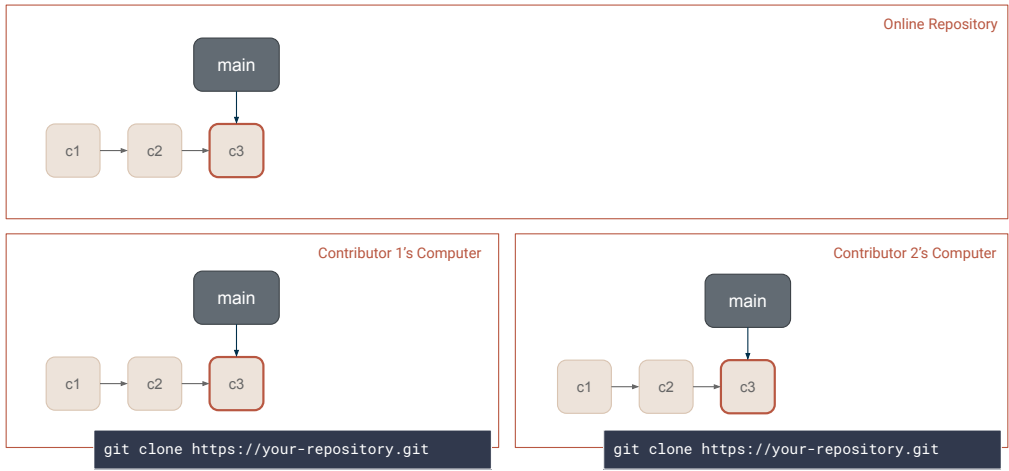 Online Repository
main
c1
c2
c3
Contributor 1's Computer
main
c1
c2
c3
git clone https://your-repository.git
Contributor 2's Computer
main
c1
c2
c3
git clone https://your-repository.git